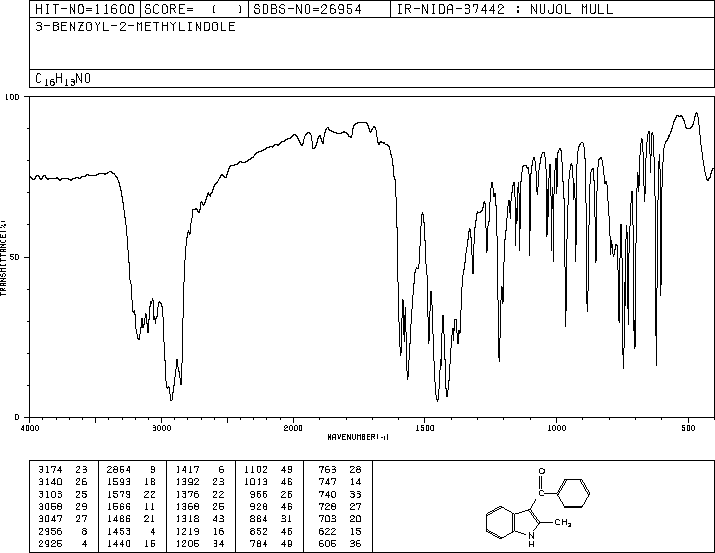 HIT-NO=11600 SCORE= ( ) SDBS-NO=26954 IR-NIDA-37442 : NUJOL MULL
3-BENZOYL-2-METHYLINDOLE
C16H13NO
100
TRANSMITTANCE(%)
50
0
4000 3000 2000 1500 1000 500
WAVENUMBER(-1)
3174 23 2854 9 1417 6 1102 49 763 28
3140 26 1593 18 1392 23 1013 46 747 14
3103 25 1579 22 1376 22 966 26 740 33
3058 29 1566 11 1368 25 928 46 728 27
3047 27 1486 21 1318 43 884 31 703 20
2956 8 1453 4 1219 16 852 46 622 15
2925 4 1440 15 1205 34 784 49 605 36
O
C
CH3
N
H